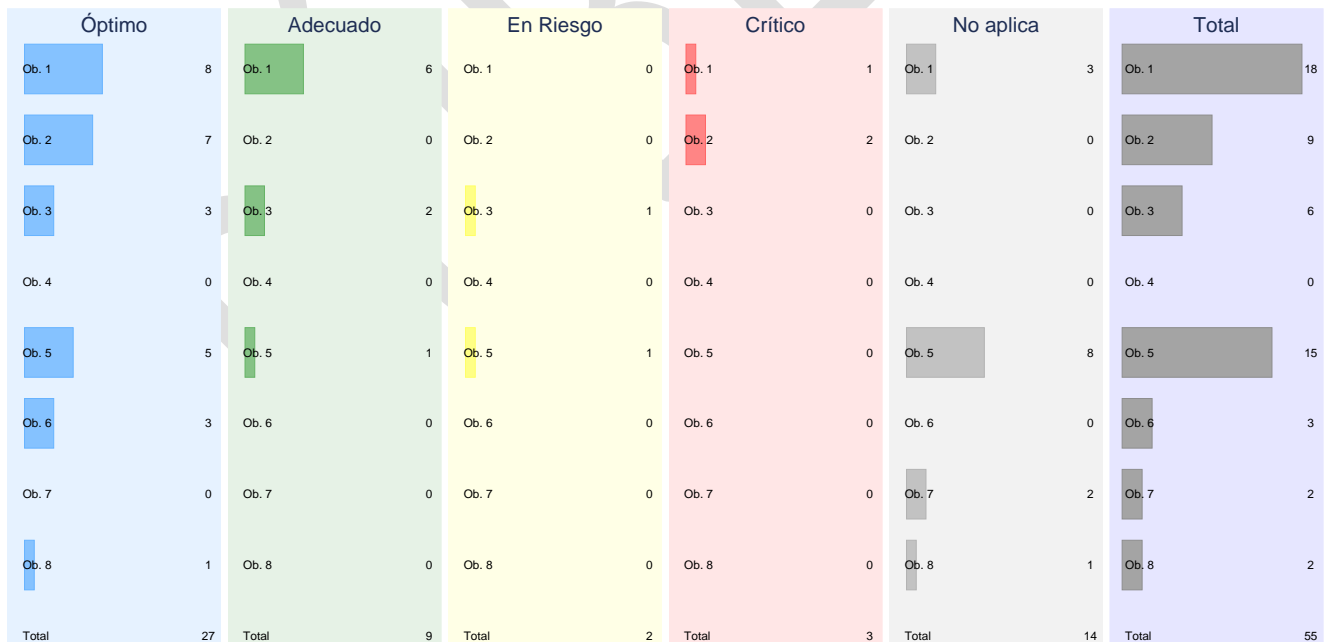 Óptimo Adecuado En Riesgo Crítico No aplica Total
Ob. 1 8 Ob. 1 6 Ob. 1 0 Ob. 1 1 Ob. 1 3 Ob. 1 18
Ob. 2 7 Ob. 2 0 Ob. 2 0 Ob. 2 2 Ob. 2 0 Ob. 2 9
Ob. 3 3 Ob. 3 2 Ob. 3 1 Ob. 3 0 Ob. 3 0 Ob. 3 6
Ob. 4 0 Ob. 4 0 Ob. 4 0 Ob. 4 0 Ob. 4 0 Ob. 4 0
Ob. 5 5 Ob. 5 1 Ob. 5 1 Ob. 5 0 Ob. 5 8 Ob. 5 15
Ob. 6 3 Ob. 6 0 Ob. 6 0 Ob. 6 0 Ob. 6 0 Ob. 6 3
Ob. 7 0 Ob. 7 0 Ob. 7 0 Ob. 7 0 Ob. 7 2 Ob. 7 2
Ob. 8 1 Ob. 8 0 Ob. 8 0 Ob. 8 0 Ob. 8 1 Ob. 8 2
Total 27 Total 9 Total 2 Total 3 Total 14 Total 55